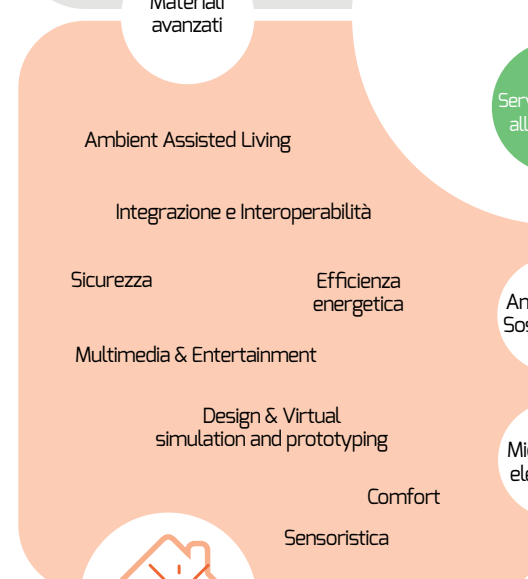 Materiali
avanzati
Ambient Assisted Living
Integrazione e Interoperabilità
Sicurezza
Efficienza
energetica
Multimedia & Entertainment
Design & Virtual
simulation and prototyping
Comfort
Sensoristica